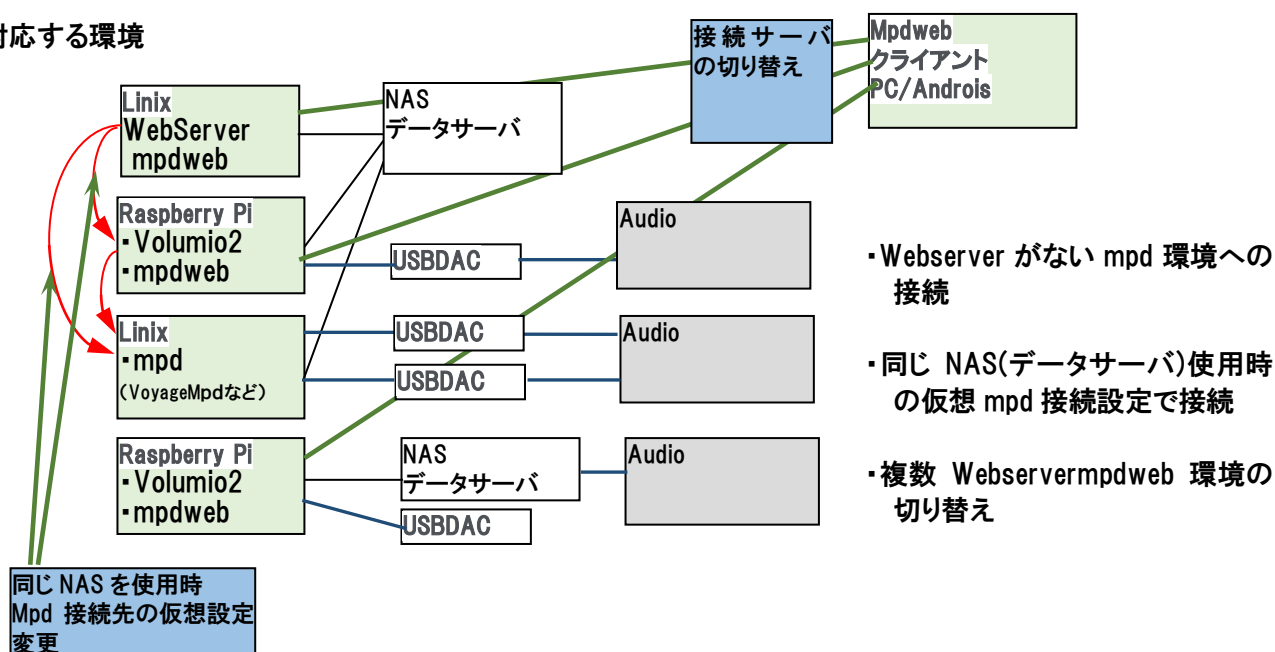 対応する環境
接続サーバ
の切り替え
Mpdweb
クライアント
PC/Androis
Linix
WebServer
mpdweb
NAS
データサーバ
Raspberry Pi
・Volumio2
・mpdweb
USBDAC
Audio
Linix
・mpd
(VoyageMpdなど)
USBDAC
USBDAC
Audio
Raspberry Pi
・Volumio2
・mpdweb
NAS
データサーバ
USBDAC
Audio
・Webserver がない mpd 環境への
接続
・同じ NAS(データサーバ)使用時
の仮想 mpd 接続設定で接続
・複数 Webservermpdweb 環境の
切り替え
同じ NAS を使用時
Mpd 接続先の仮想設定
変更